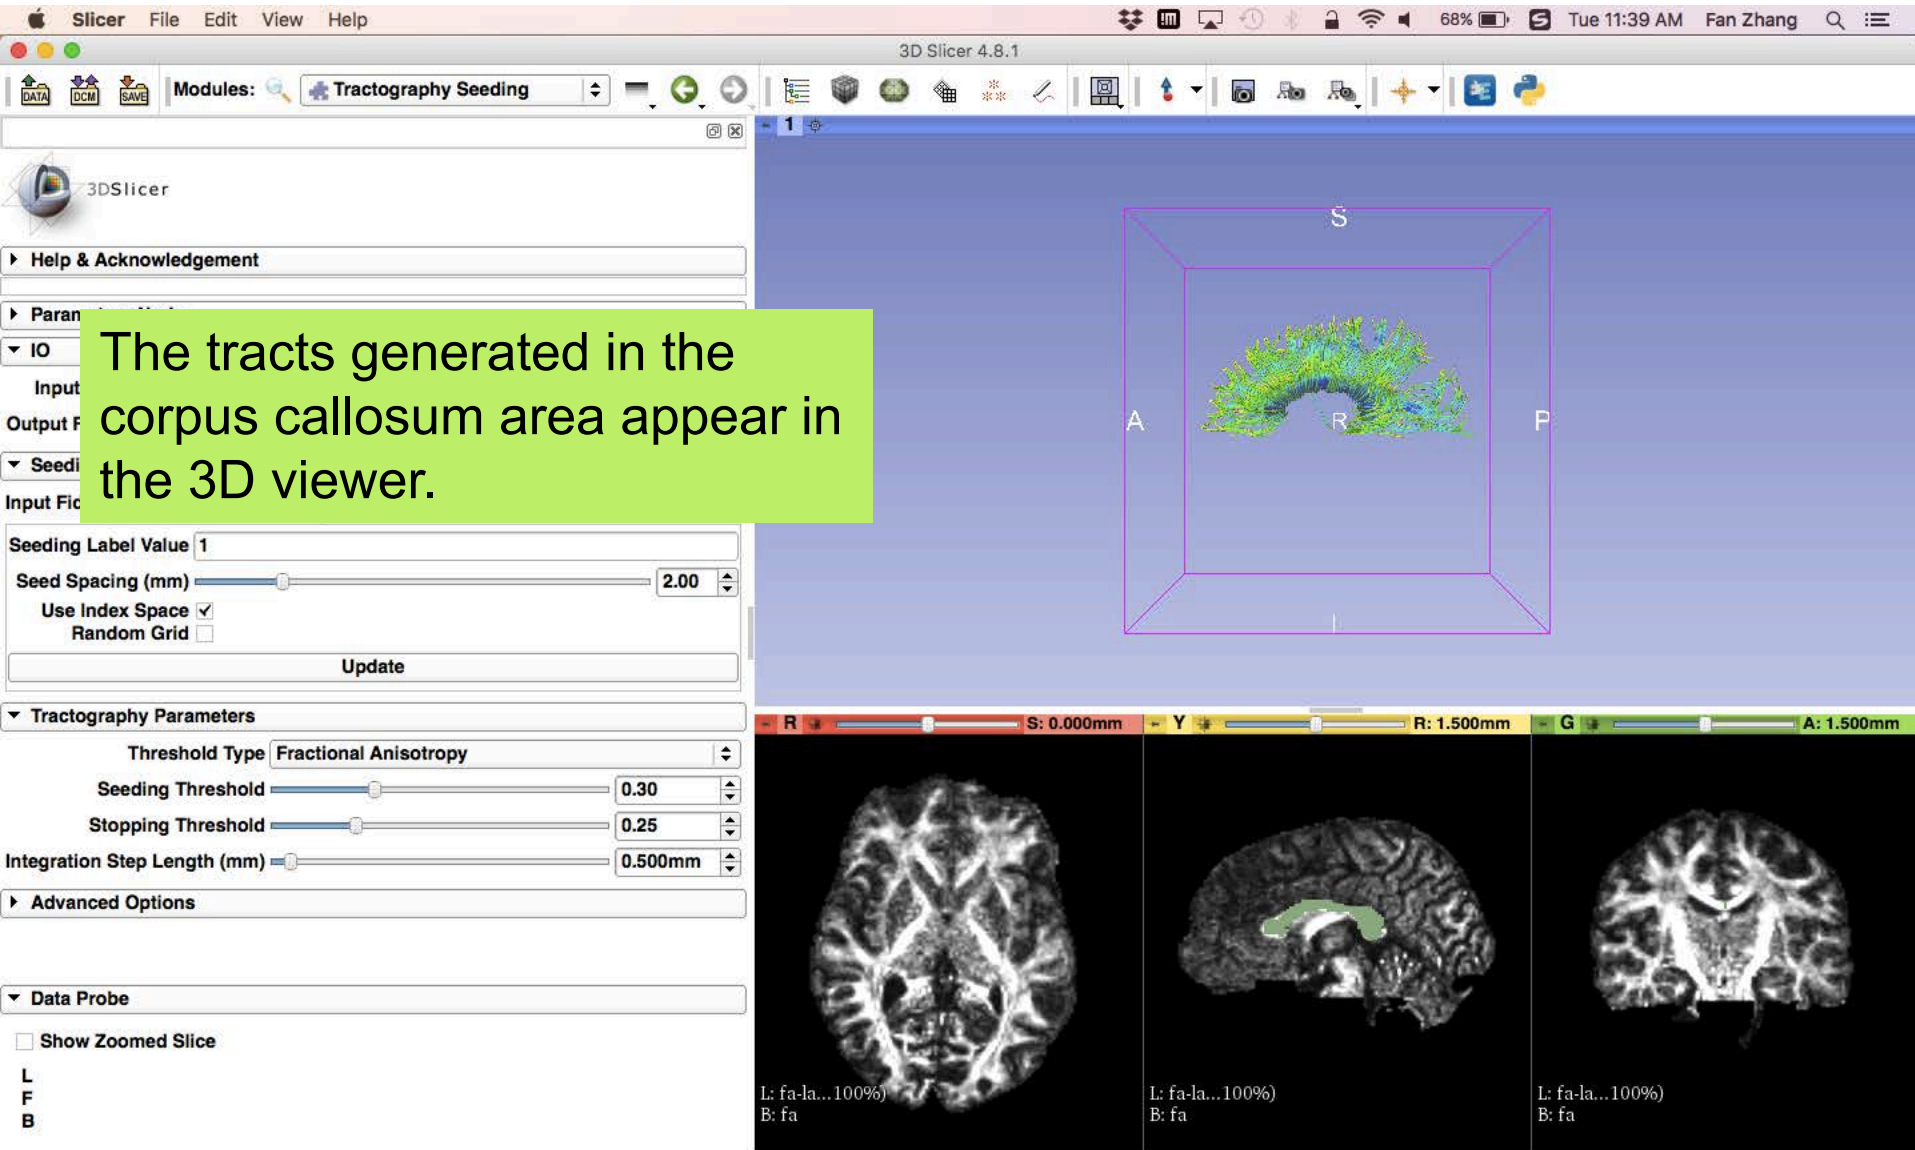 Slicer File Edit View Help 68% Tue 11:39 AM Fan Zhang
3D Slicer 4.8.1
DATA DCM SAVE Modules: Tractography Seeding
1
3DSlicer
Help & Acknowledgement
IO
Input
Seeding Label Value 1
Seed Spacing (mm) 2.00
Use Index Space
Random Grid
Update
Tractography Parameters
Threshold Type Fractional Anisotropy
Seeding Threshold 0.30
Stopping Threshold 0.25
Integration Step Length (mm) 0.500mm
Advanced Options
Data Probe
Show Zoomed Slice
L
F
B
The tracts generated in the
corpus callosum area appear in
the 3D viewer.
S
A R P
I
R S: 0.000mm Y R: 1.500mm G A: 1.500mm
L: fa-la...100%)
B: fa
L: fa-la...100%)
B: fa
L: fa-la...100%)
B: fa